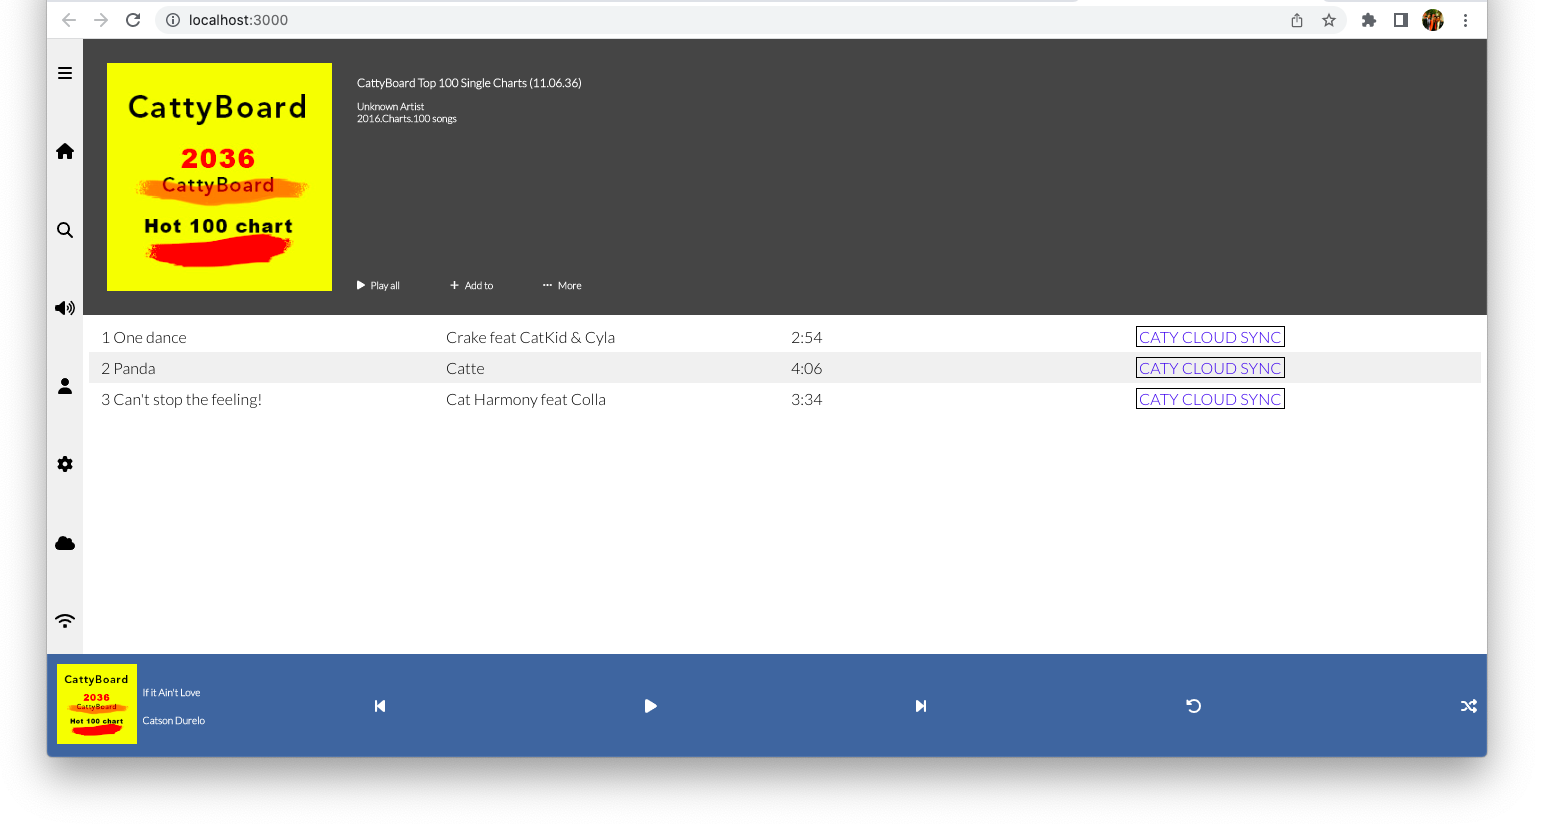 localhost:3000
CattyBoard
2036
CattyBoard
Hot 100 chart
CattyBoard Top 100 Single Charts (11.06.36)
Unknown Artist
2016.Charts.100 songs
Play all Add to More
1 One dance Crake feat CatKid & Cyla 2:54 CATY CLOUD SYNC
2 Panda Catte 4:06 CATY CLOUD SYNC
3 Can't stop the feeling! Cat Harmony feat Colla 3:34 CATY CLOUD SYNC
CattyBoard
2036
CattyBoard
Hot 100 chart
If it Ain't Love
Catson Durelo